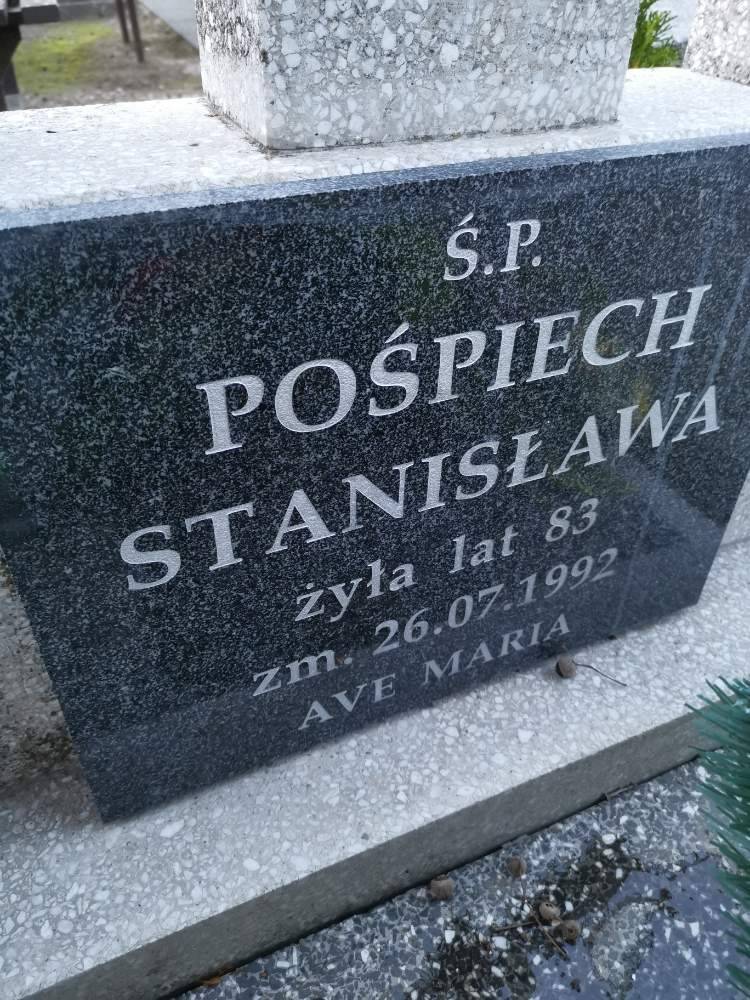 Ś.P.
POŚPIECH
STANISŁAWA
żyła lat 83
zm. 26.07.1992
AVE MARIA